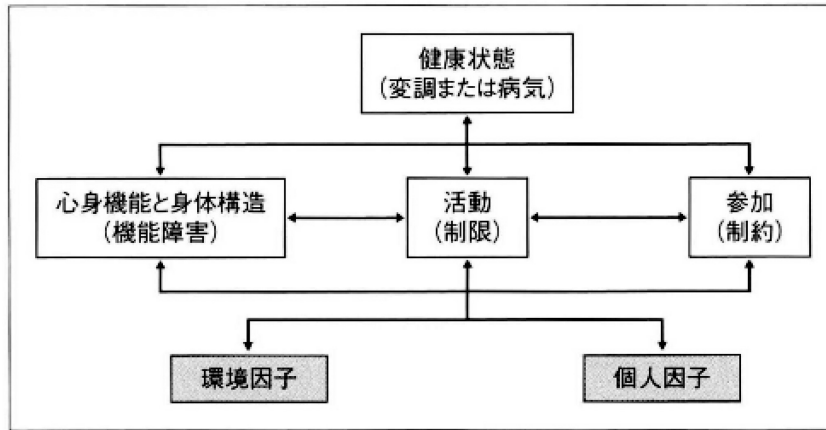 健康状態
（変調または病気）
心身機能と身体構造
（機能障害）
活動
（制限）
参加
（制約）
環境因子
個人因子